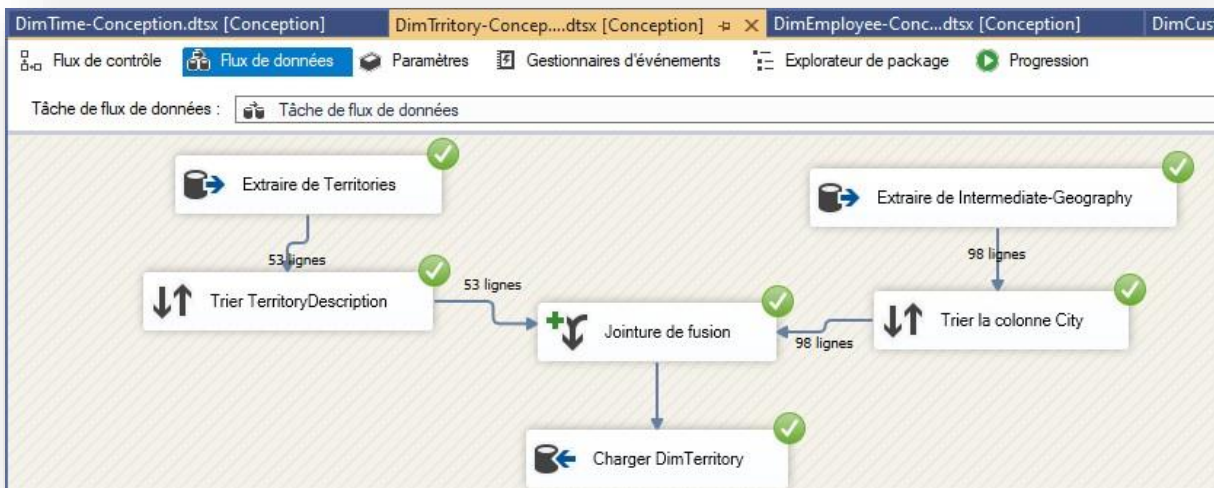 DimTime-Conception.dtsx [Conception]
DimTrritory-Concep....dtsx [Conception]
DimEmployee-Conc...dtsx [Conception]
DimCus
Flux de contrôle
Flux de données
Paramètres
Gestionnaires d'événements
Explorateur de package
Progression
Tâche de flux de données :
Tâche de flux de données
Extraire de Territories
Extraire de Intermediate-Geography
53 lignes
98 lignes
Trier TerritoryDescription
53 lignes
Jointure de fusion
98 lignes
Trier la colonne City
Charger DimTerritory